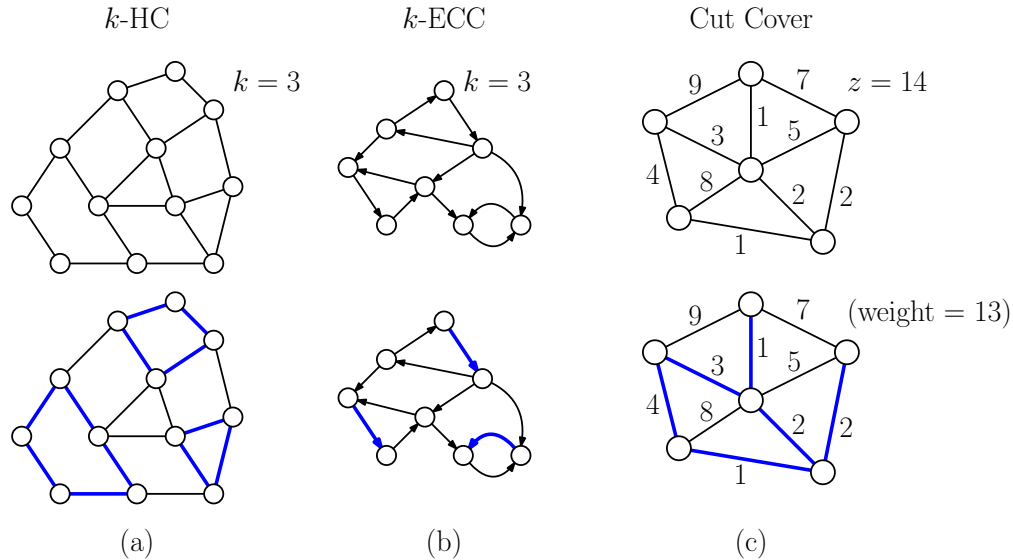 k-HC
k-ECC
Cut Cover
k = 3
k = 3
z = 14
9
7
1
3
5
4
8
2
2
1
(weight = 13)
9
7
1
3
5
4
8
2
2
1
(a)
(b)
(c)